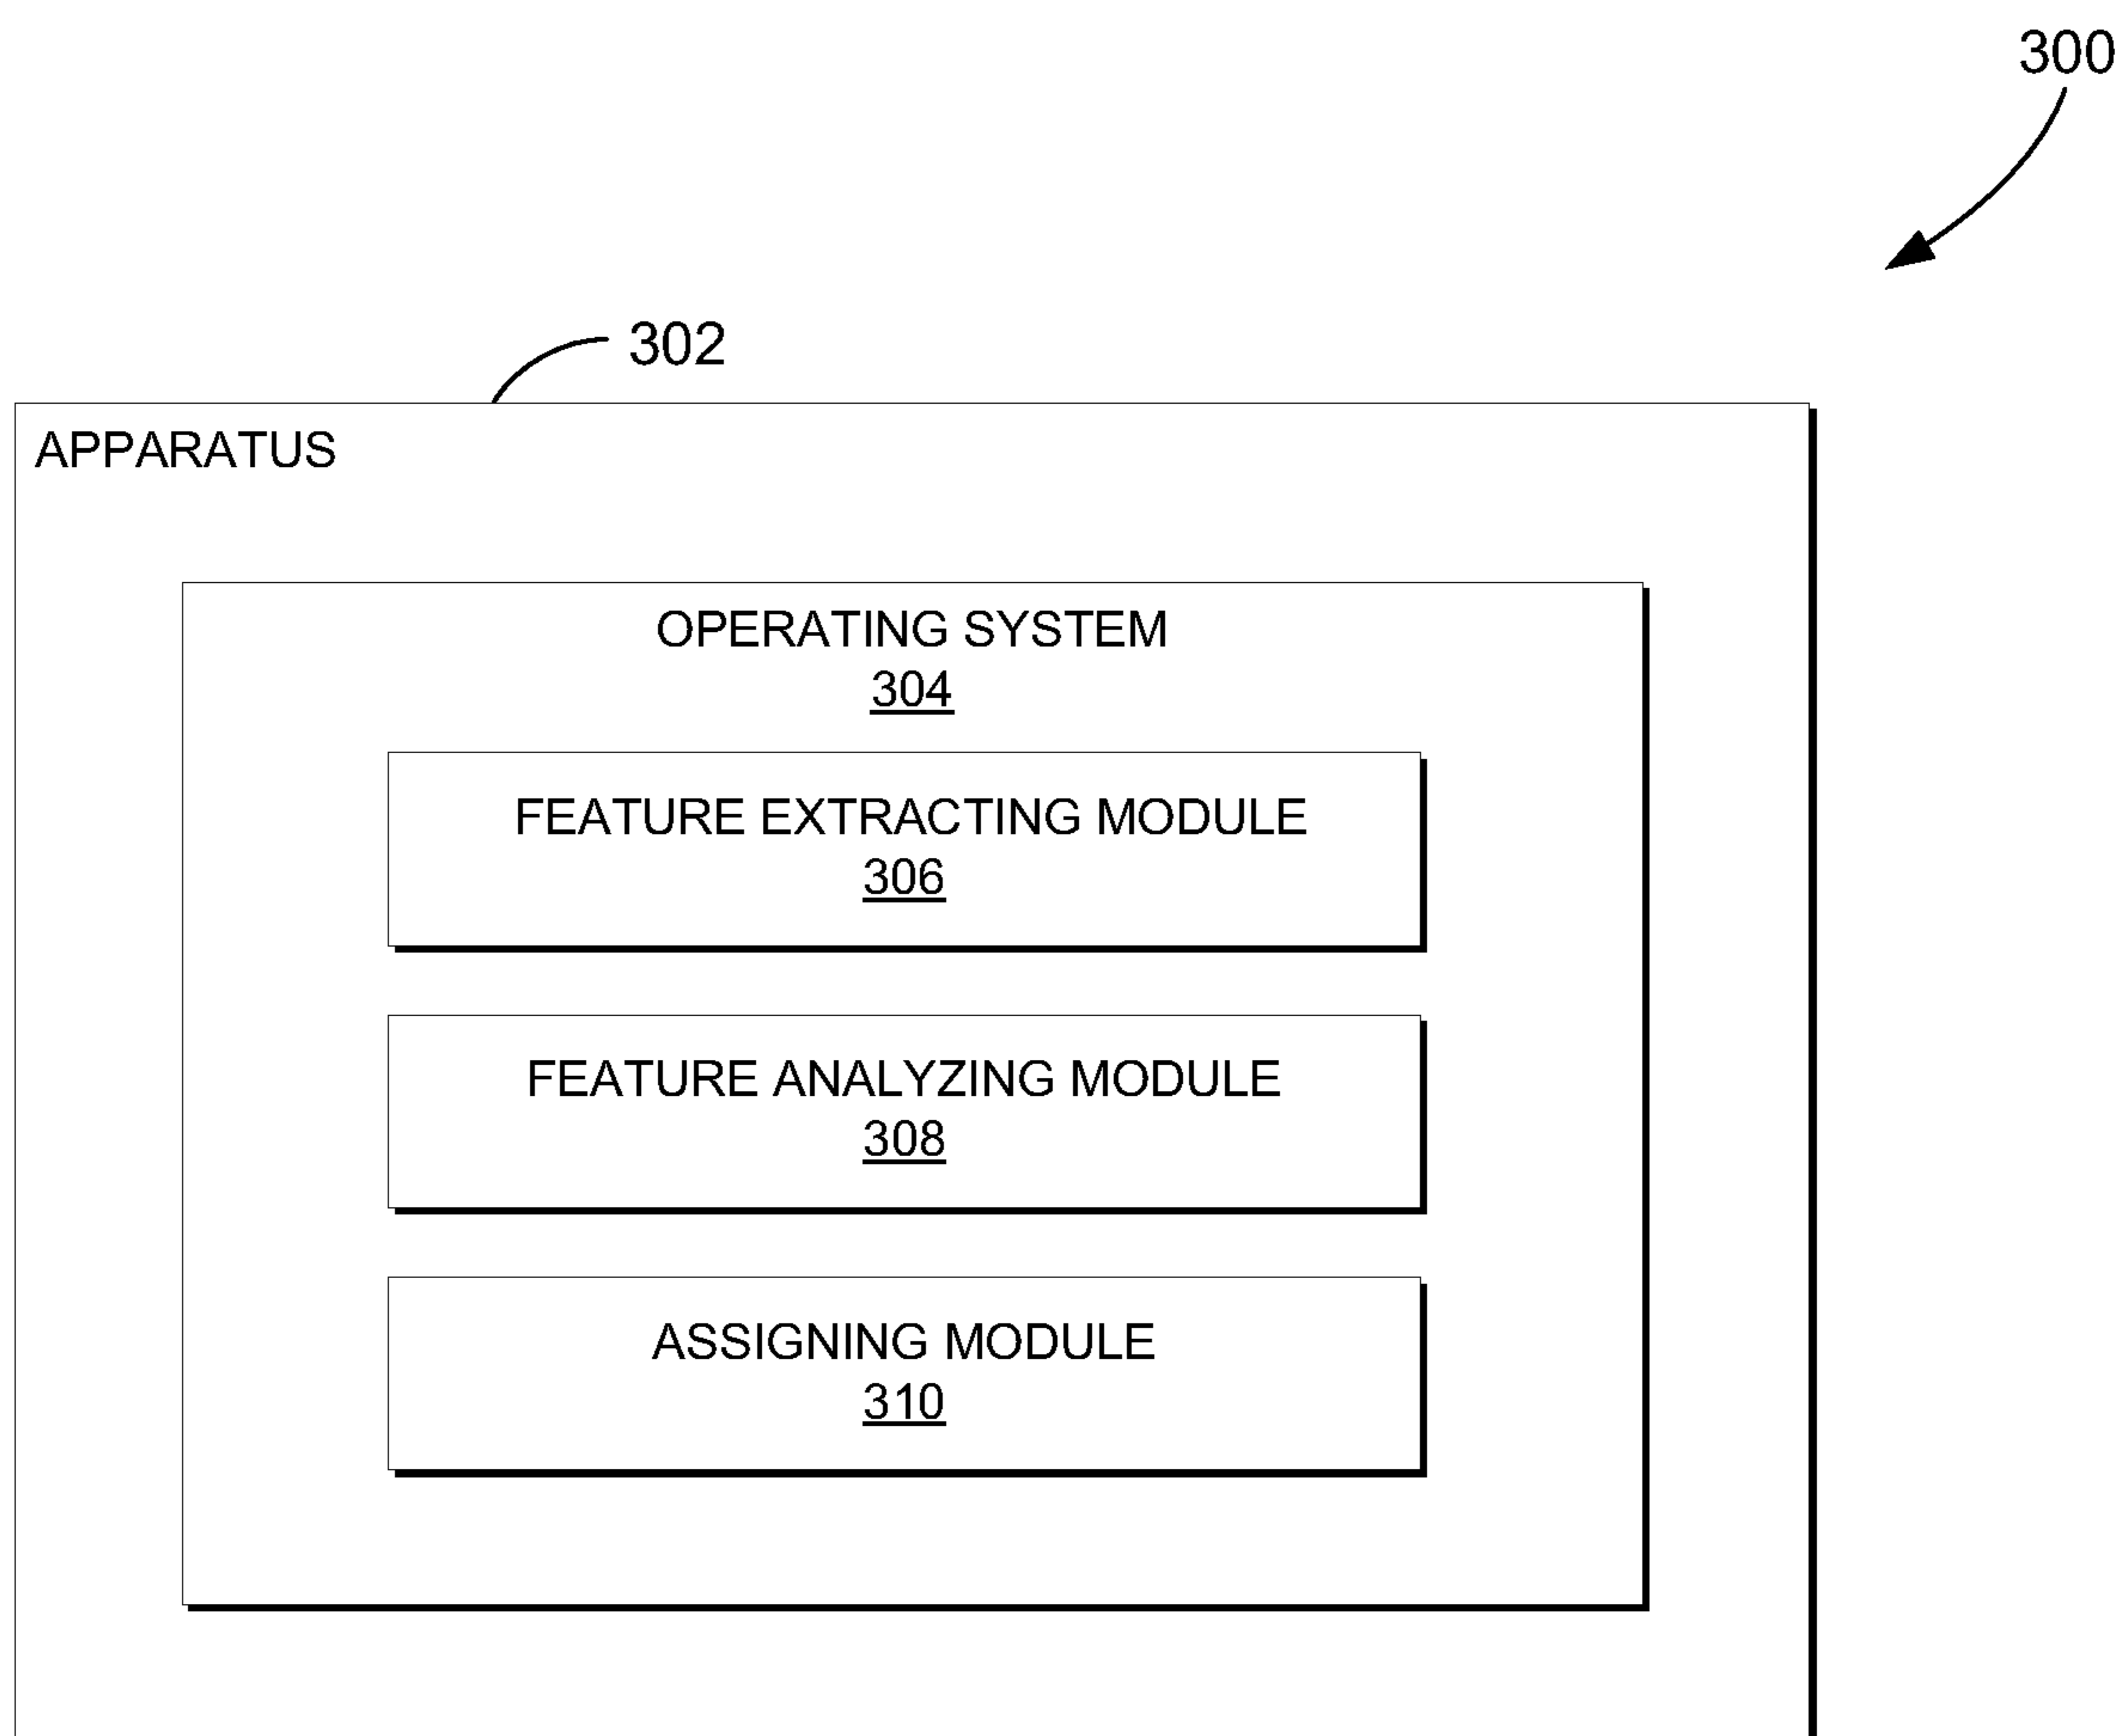 300
302
APPARATUS
OPERATING SYSTEM
304
FEATURE EXTRACTING MODULE
306
FEATURE ANALYZING MODULE
308
ASSIGNING MODULE
310